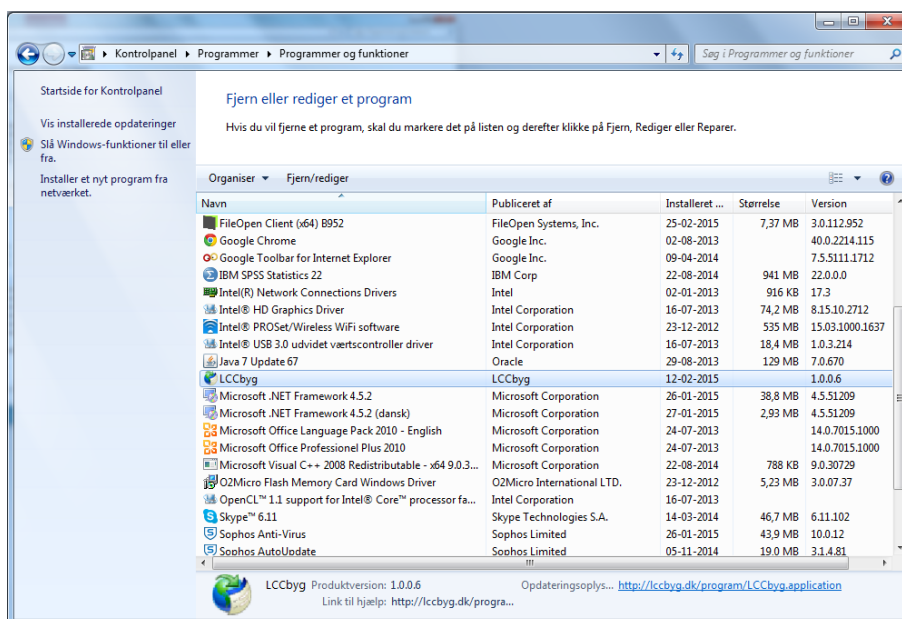 Kontrolpanel ▸ Programmer ▸ Programmer og funktioner
Søg i Programmer og funktioner
Startside for Kontrolpanel
Vis installerede opdateringer
Slå Windows-funktioner til eller
fra.
Installer et nyt program fra
netværket.
Fjern eller rediger et program
Hvis du vil fjerne et program, skal du markere det på listen og derefter klikke på Fjern, Rediger eller Reparer.
Organiser Fjern/rediger
Navn Publiceret af Installeret ... Størrelse Version
FileOpen Client (x64) B952 FileOpen Systems, Inc. 25-02-2015 7,37 MB 3.0.112.952
Google Chrome Google Inc. 02-08-2013 40.0.2214.115
Google Toolbar for Internet Explorer Google Inc. 09-04-2014 7.5.5111.1712
IBM SPSS Statistics 22 IBM Corp 22-08-2014 941 MB 22.0.0.0
Intel(R) Network Connections Drivers Intel 02-01-2013 916 KB 17.3
Intel® HD Graphics Driver Intel Corporation 16-07-2013 74,2 MB 8.15.10.2712
Intel® PROSet/Wireless WiFi software Intel Corporation 23-12-2012 535 MB 15.03.1000.1637
Intel® USB 3.0 udvidet værtscontroller driver Intel Corporation 16-07-2013 18,4 MB 1.0.3.214
Java 7 Update 67 Oracle 29-08-2013 129 MB 7.0.670
LCCbyg LCCbyg 12-02-2015 1.0.0.6
Microsoft .NET Framework 4.5.2 Microsoft Corporation 26-01-2015 38,8 MB 4.5.51209
Microsoft .NET Framework 4.5.2 (dansk) Microsoft Corporation 27-01-2015 2,93 MB 4.5.51209
Microsoft Office Language Pack 2010 - English Microsoft Corporation 24-07-2013 14.0.7015.1000
Microsoft Office Professionel Plus 2010 Microsoft Corporation 24-07-2013 14.0.7015.1000
Microsoft Visual C++ 2008 Redistributable - x64 9.0.3... Microsoft Corporation 22-08-2014 788 KB 9.0.30729
O2Micro Flash Memory Card Windows Driver O2Micro International LTD. 23-12-2012 5,23 MB 3.0.07.37
OpenCL™ 1.1 support for Intel® Core™ processor fa... Intel Corporation 16-07-2013
Skype™ 6.11 Skype Technologies S.A. 14-03-2014 46,7 MB 6.11.102
Sophos Anti-Virus Sophos Limited 26-01-2015 43,9 MB 10.0.12
Sophos AutoUpdate Sophos Limited 05-11-2014 19.0 MB 3.1.4.81
LCCbyg Produktversion: 1.0.0.6 Opdateringsoplys... http://lccbyg.dk/program/LCCbyg.application
Link til hjælp: http://lccbyg.dk/progra...